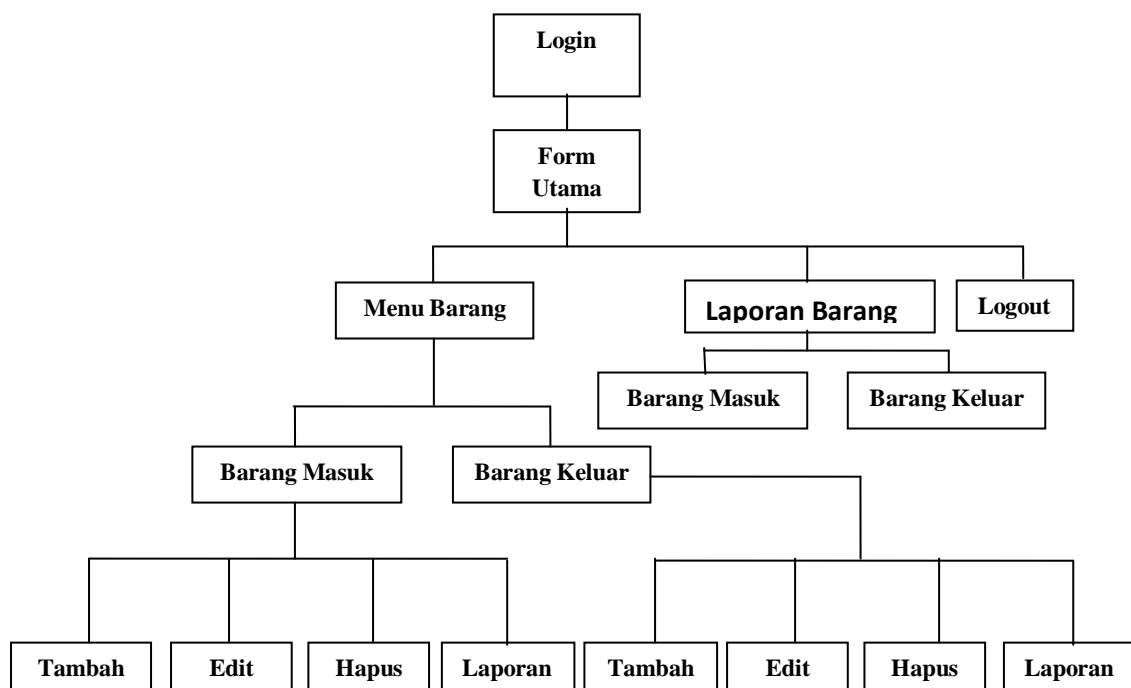 Login
Form
Utama
Menu Barang
Laporan Barang
Logout
Barang Masuk
Barang Keluar
Barang Masuk
Barang Keluar
Tambah
Edit
Hapus
Laporan
Tambah
Edit
Hapus
Laporan